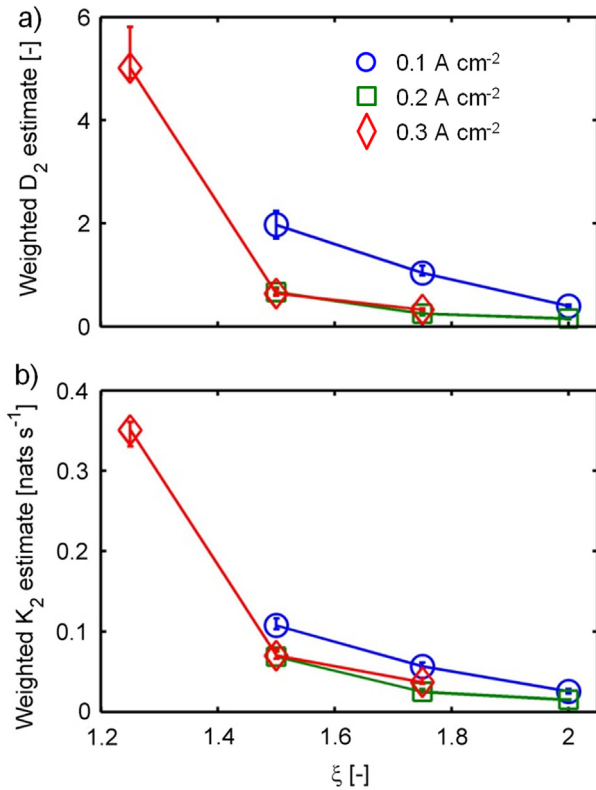 a)
Weighted D₂ estimate [-]
6
4
2
0
0.1 A cm⁻²
0.2 A cm⁻²
0.3 A cm⁻²
b)
Weighted K₂ estimate [nats s⁻¹]
0.4
0.3
0.2
0.1
0
1.2 1.4 1.6 1.8 2
ξ [-]